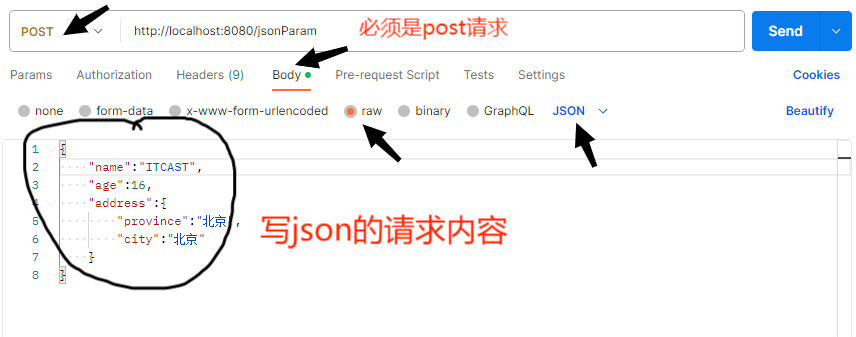 POST http://localhost:8080/jsonParam 必须是post请求 Send
Params Authorization Headers (9) Body Pre-request Script Tests Settings Cookies
none form-data x-www-form-urlencoded raw binary GraphQL JSON Beautify
1 {
2 "name":"ITCAST",
3 "age":16,
4 "address":{
5 "province":"北京",
6 "city":"北京"
写json的请求内容
7 }
8 }